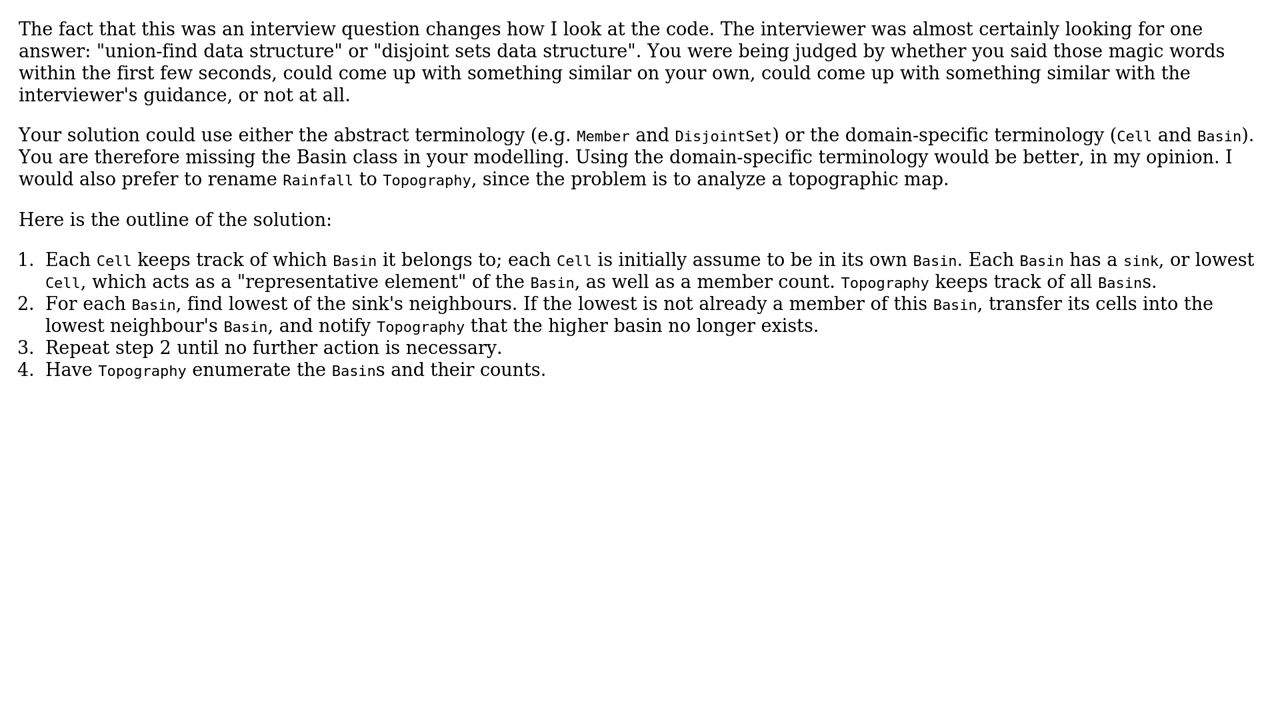 The fact that this was an interview question changes how I look at the code. The interviewer was almost certainly looking for one
answer: "union-find data structure" or "disjoint sets data structure". You were being judged by whether you said those magic words
within the first few seconds, could come up with something similar on your own, could come up with something similar with the
interviewer's guidance, or not at all.
Your solution could use either the abstract terminology (e.g. Member and DisjointSet) or the domain-specific terminology (Cell and Basin).
You are therefore missing the Basin class in your modelling. Using the domain-specific terminology would be better, in my opinion. I
would also prefer to rename Rainfall to Topography, since the problem is to analyze a topographic map.
Here is the outline of the solution:
1. Each Cell keeps track of which Basin it belongs to; each Cell is initially assume to be in its own Basin. Each Basin has a sink, or lowest
Cell, which acts as a "representative element" of the Basin, as well as a member count. Topography keeps track of all Basins.
2. For each Basin, find lowest of the sink's neighbours. If the lowest is not already a member of this Basin, transfer its cells into the
lowest neighbour's Basin, and notify Topography that the higher basin no longer exists.
3. Repeat step 2 until no further action is necessary.
4. Have Topography enumerate the Basins and their counts.